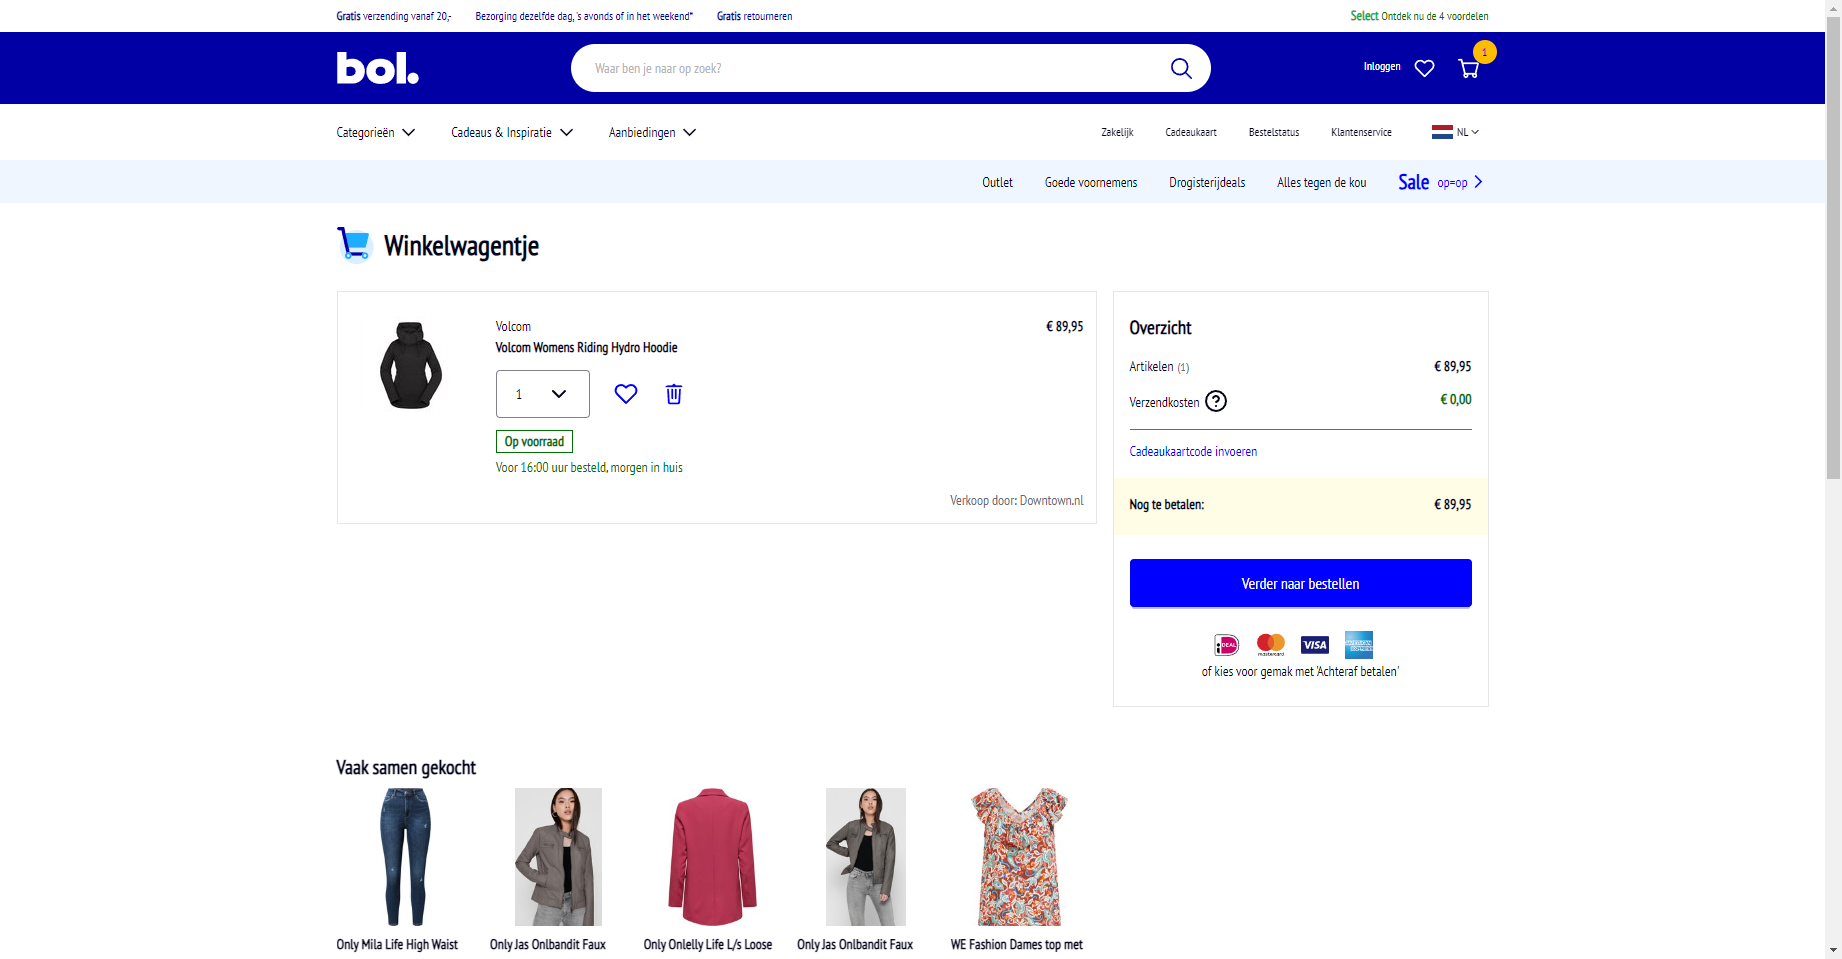 Gratis verzending vanaf 20,-
Bezorging dezelfde dag, 's avonds of in het weekend*
Gratis retourneren
Select Ontdek nu de 4 voordelen
bol.
Waar ben je naar op zoek?
Inloggen
1
Categorieën
Cadeaus & Inspiratie
Aanbiedingen
Zakelijk
Cadeaukaart
Bestelstatus
Klantenservice
NL
Outlet
Goede voornemens
Drogisterijdeals
Alles tegen de kou
Sale op=op
Winkelwagentje
Volcom
€ 89,95
Volcom Womens Riding Hydro Hoodie
1
Op voorraad
Voor 16:00 uur besteld, morgen in huis
Verkoop door: Downtown.nl
Overzicht
Artikelen (1)
€ 89,95
Verzendkosten ?
€ 0,00
Cadeaukaartcode invoeren
Nog te betalen:
€ 89,95
Verder naar bestellen
iDEAL
mastercard
VISA
of kies voor gemak met 'Achteraf betalen'
Vaak samen gekocht
Only Mila Life High Waist
Only Jas Onlbandit Faux
Only Onlelly Life L/s Loose
Only Jas Onlbandit Faux
WE Fashion Dames top met